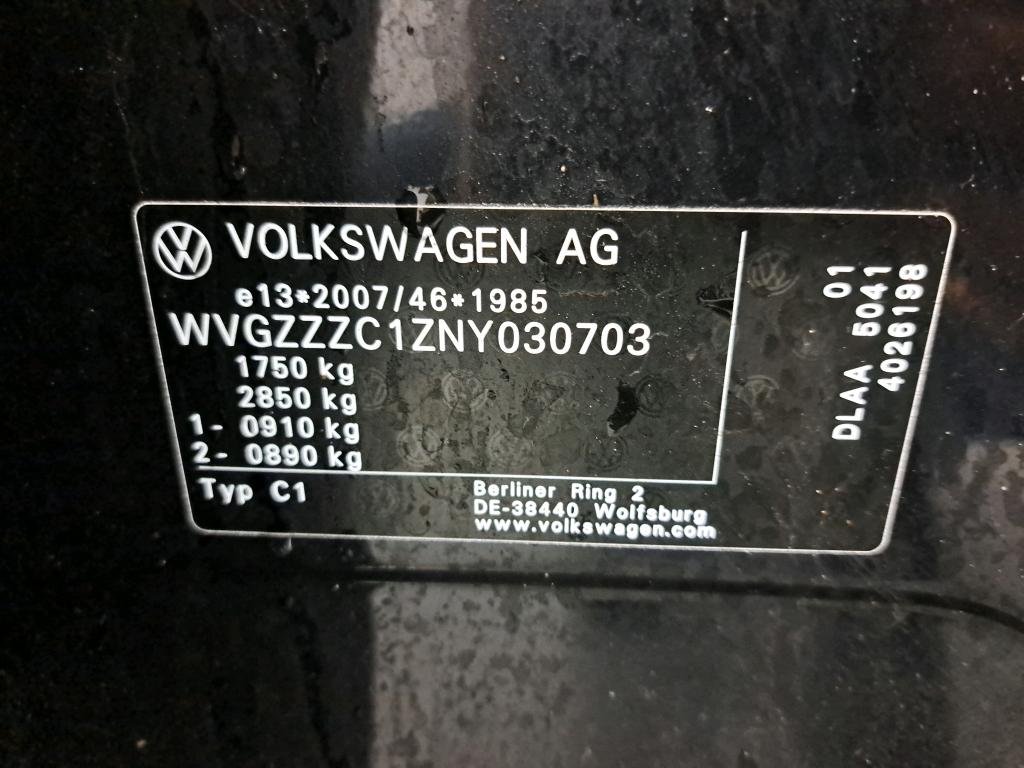 VOLKSWAGEN AG
e13*2007/46*1985
WVGZZZC1ZNY030703
1750 kg
2850 kg
1- 0910 kg
2- 0890 kg
Typ C1
Berliner Ring 2
DE-38440 Wolfsburg
www.volkswagen.com
01
DLAA 5041
4026198